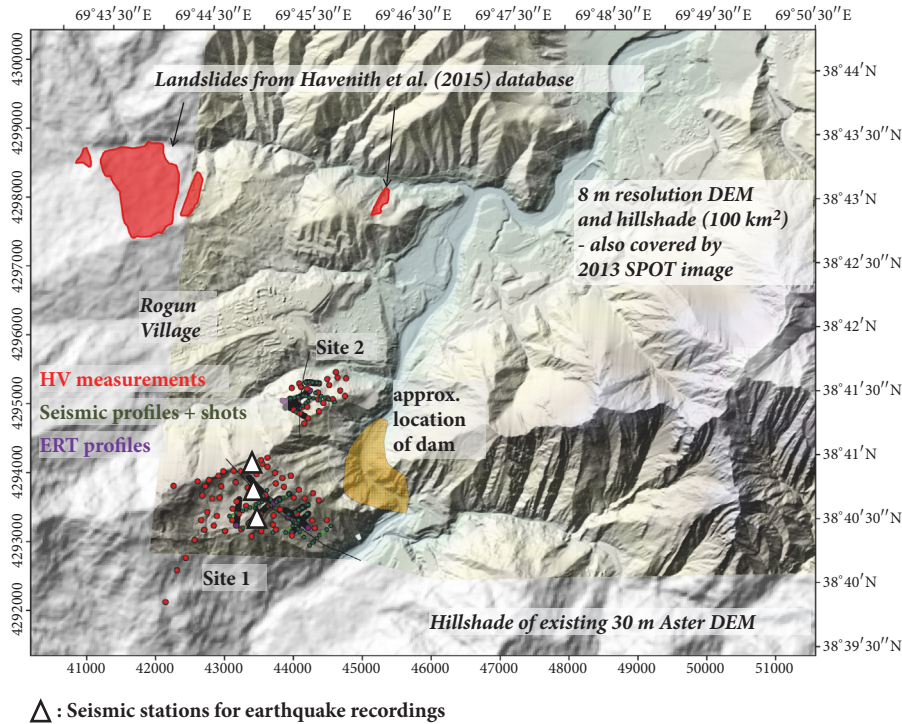 69°43′30″E 69°44′30″E 69°45′30″E 69°46′30″E 69°47′30″E 69°48′30″E 69°49′30″E 69°50′30″E
4300000
4299000
4298000
4297000
4296000
4295000
4294000
4293000
4292000
Landslides from Havenith et al. (2015) database
8 m resolution DEM
and hillshade (100 km²)
- also covered by
2013 SPOT image
Rogun
Village
Site 2
HV measurements
Seismic profiles + shots
ERT profiles
approx.
location
of dam
Site 1
Hillshade of existing 30 m Aster DEM
38°44′N
38°43′30″N
38°43′N
38°42′30″N
38°42′N
38°41′30″N
38°41′N
38°40′30″N
38°40′N
38°39′30″N
41000 42000 43000 44000 45000 46000 47000 48000 49000 50000 51000
: Seismic stations for earthquake recordings